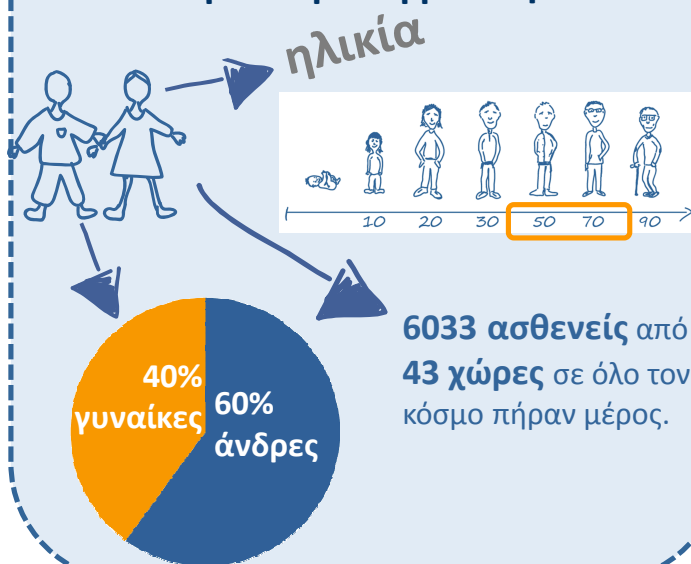 ηλικία
10 20 30 50 70 90
40%
γυναίκες
60%
άνδρες
6033 ασθενείς από
43 χώρες σε όλο τον
κόσμο πήραν μέρος.